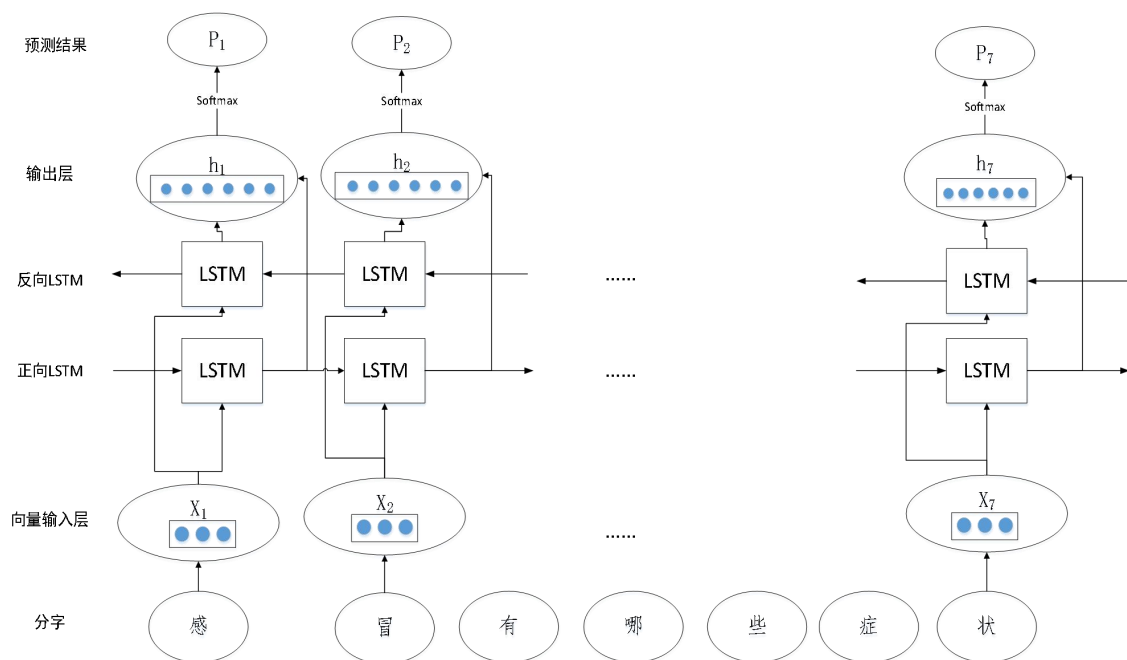 预测结果 P₁ P₂ P₇
Softmax Softmax Softmax
输出层 h₁ h₂ h₇
反向LSTM LSTM LSTM ...... LSTM
正向LSTM LSTM LSTM ...... LSTM
向量输入层 X₁ X₂ ...... X₇
分字 感 冒 有 哪 些 症 状